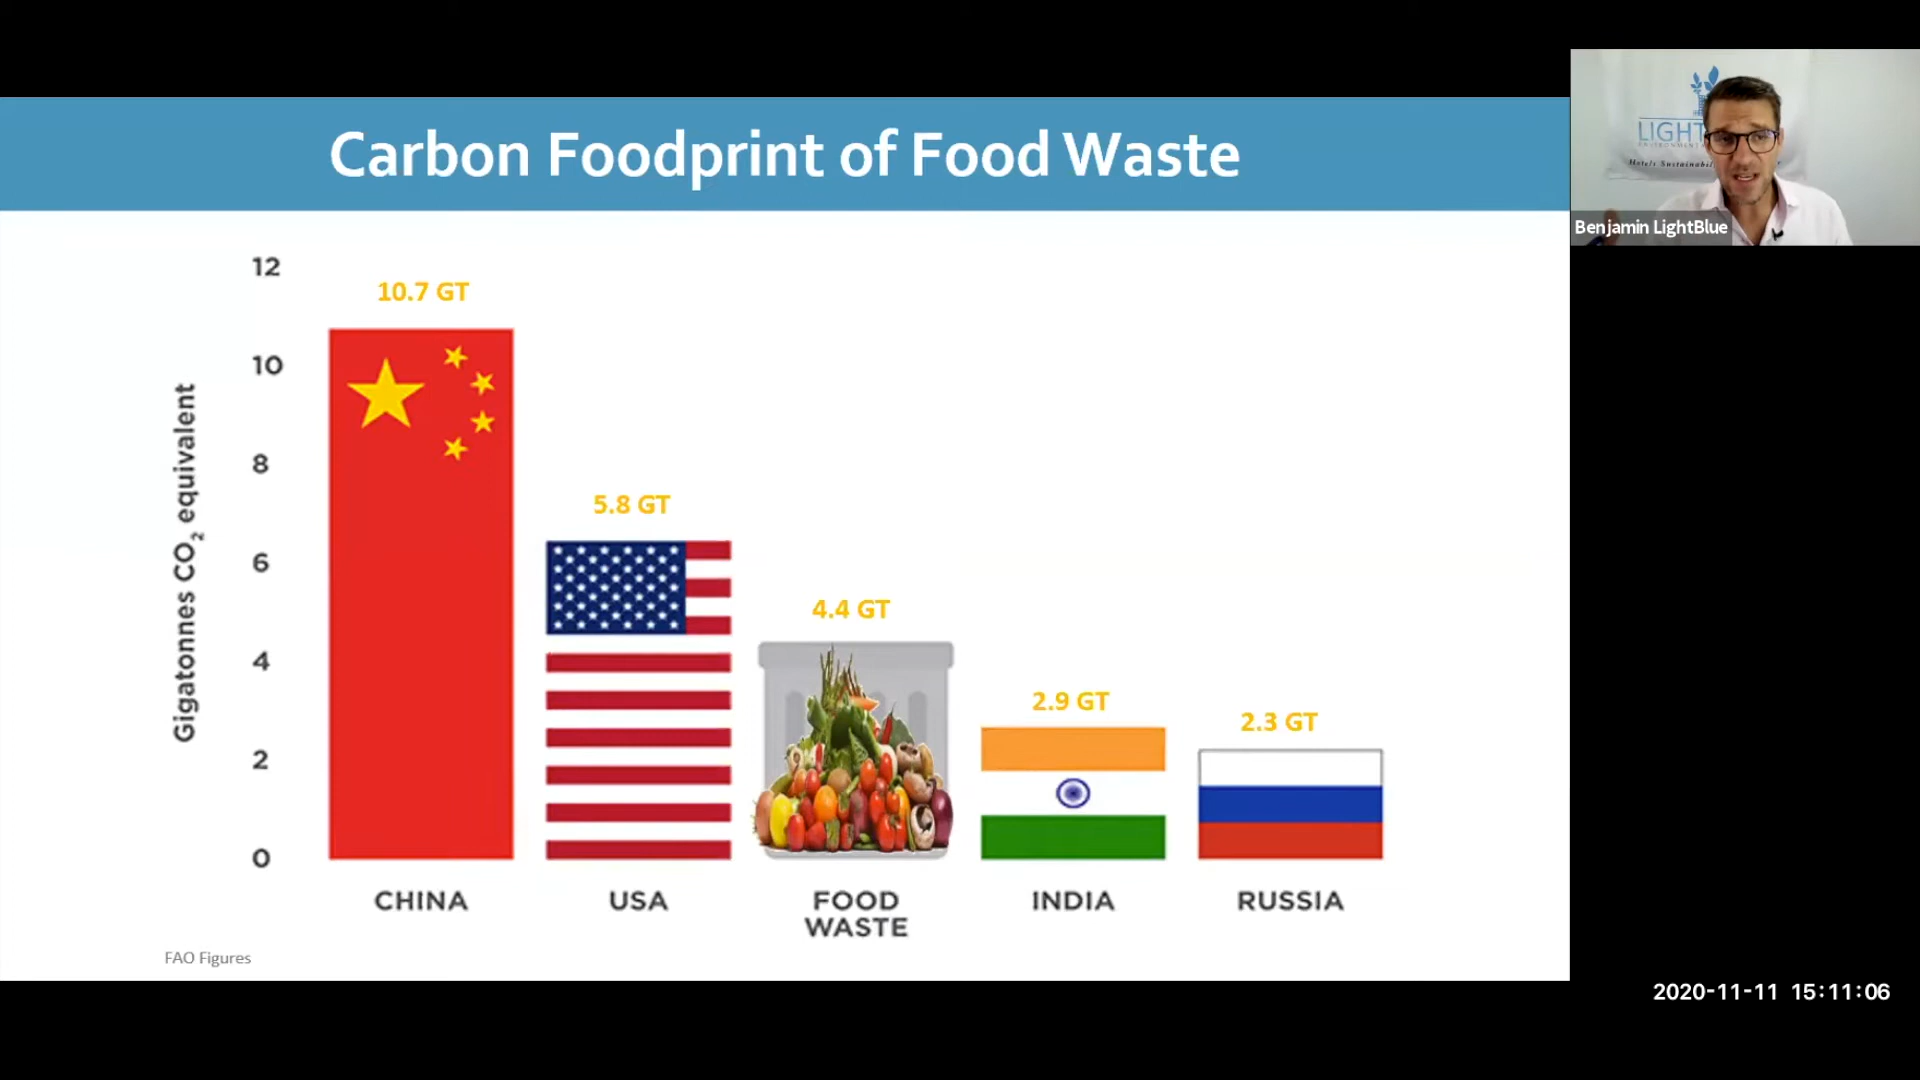 Carbon Foodprint of Food Waste
LIGHT
Benjamin LightBlue
12
10
8
6
4
2
0
Gigatonnes CO₂ equivalent
10.7 GT
5.8 GT
4.4 GT
2.9 GT
2.3 GT
CHINA
USA
FOOD
WASTE
INDIA
RUSSIA
FAO Figures
2020-11-11 15:11:06